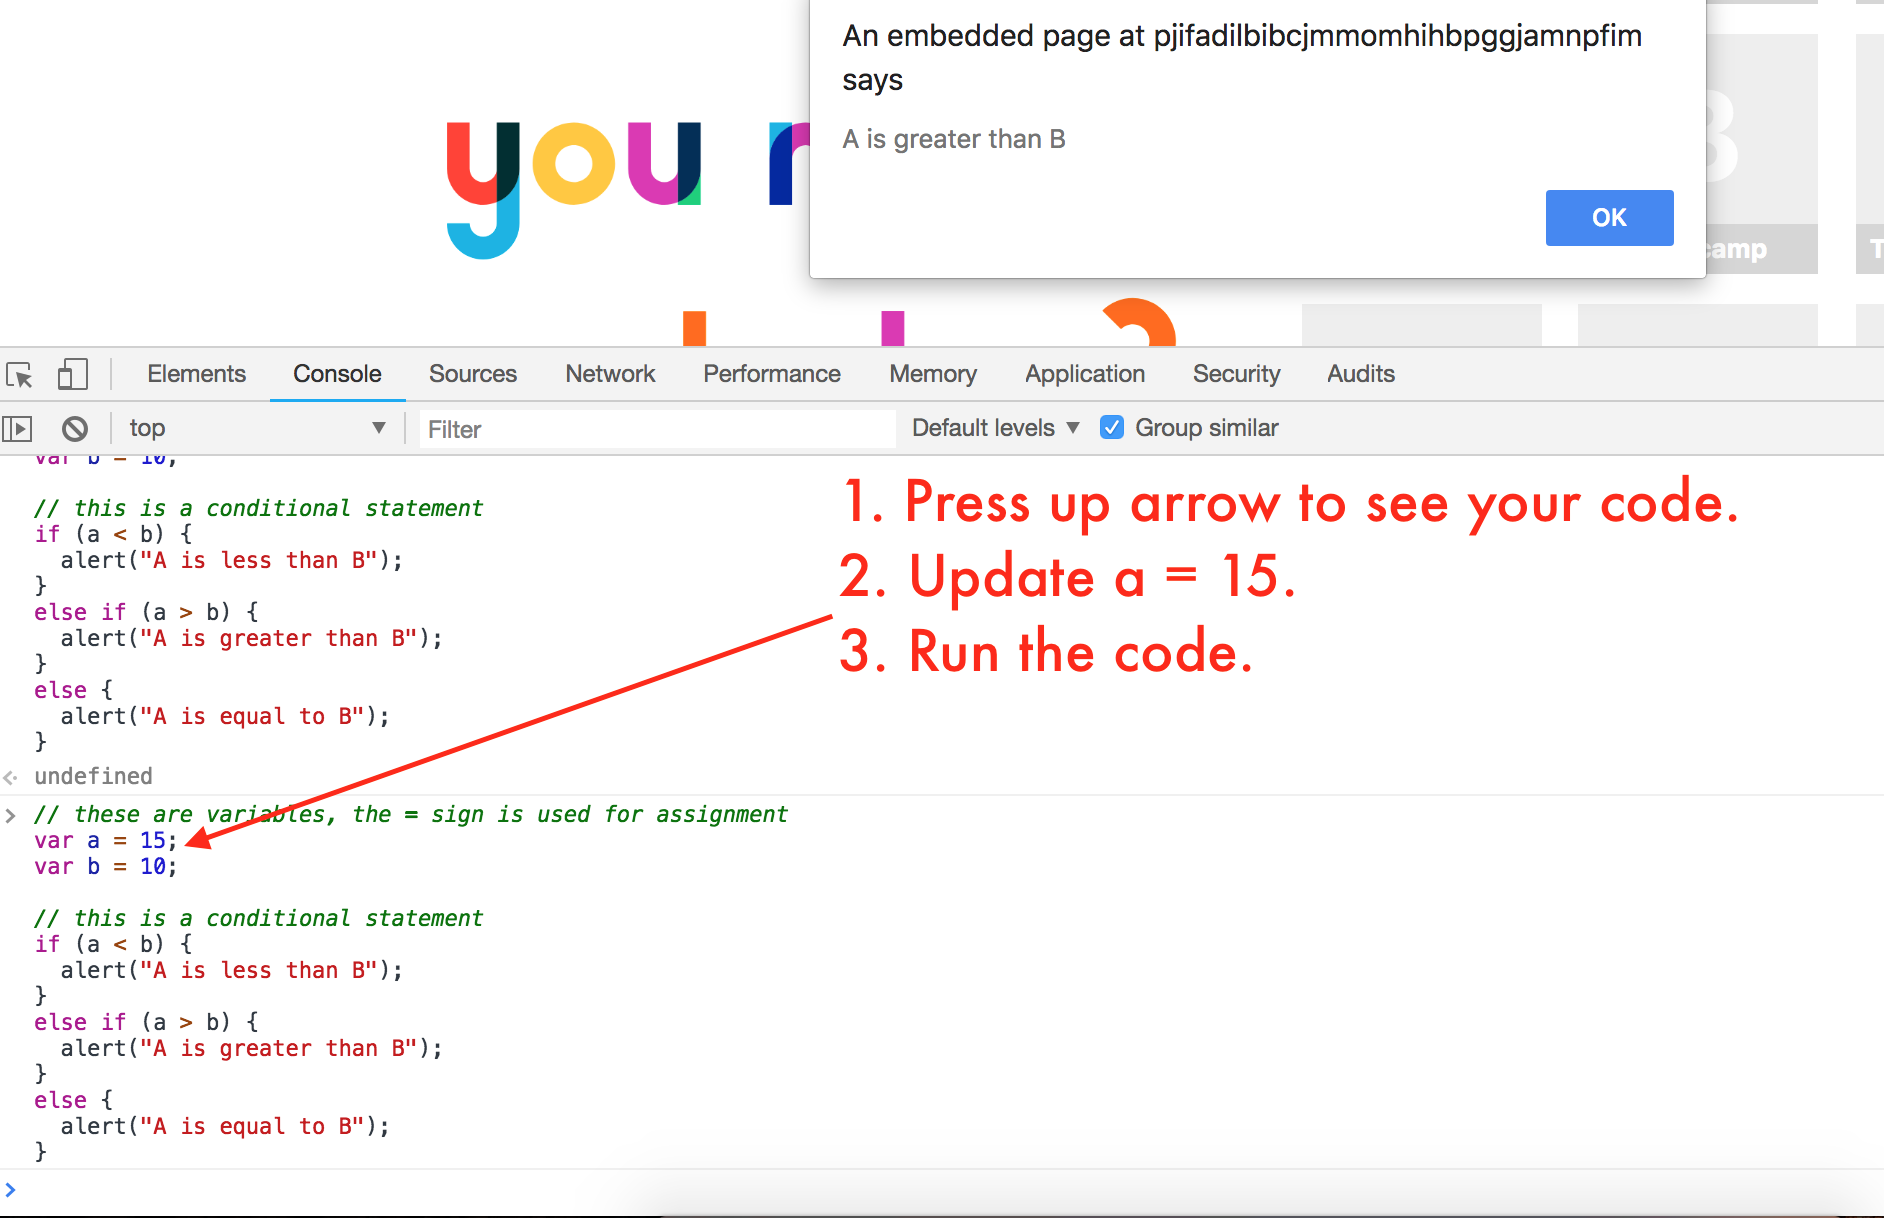 An embedded page at pjifadilbibcjmmomhihbpggjamnpfim
says
A is greater than B
OK
you
camp
T
Elements Console Sources Network Performance Memory Application Security Audits
top Filter Default levels Group similar
var b = 10;
// this is a conditional statement
if (a < b) {
alert("A is less than B");
}
else if (a > b) {
alert("A is greater than B");
}
else {
alert("A is equal to B");
}
undefined
1. Press up arrow to see your code.
2. Update a = 15.
3. Run the code.
// these are variables, the = sign is used for assignment
var a = 15;
var b = 10;
// this is a conditional statement
if (a < b) {
alert("A is less than B");
}
else if (a > b) {
alert("A is greater than B");
}
else {
alert("A is equal to B");
}